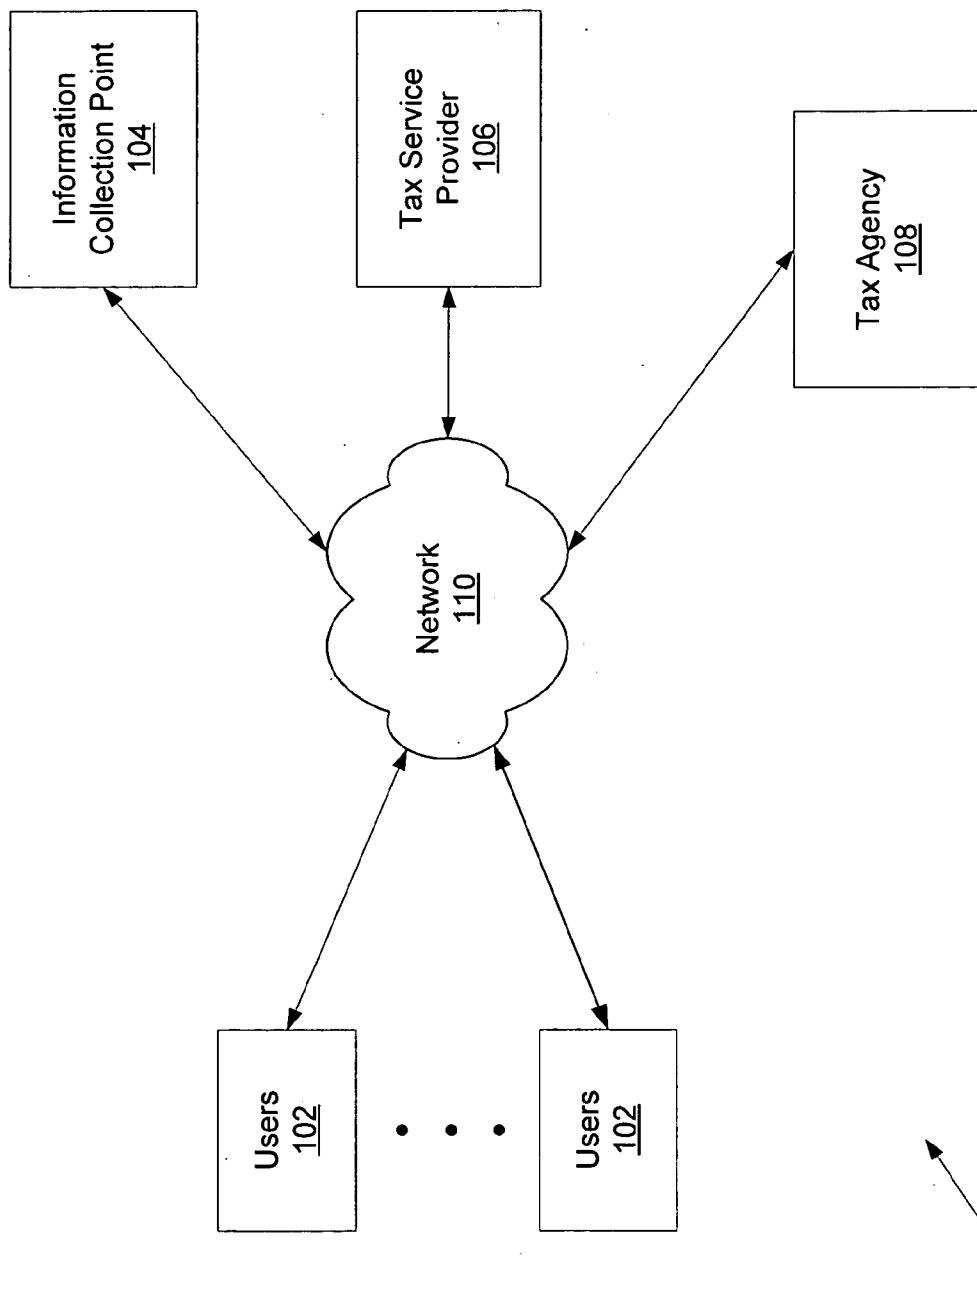 Users
102
Users
102
Network
110
Information
Collection Point
104
Tax Service
Provider
106
Tax Agency
108